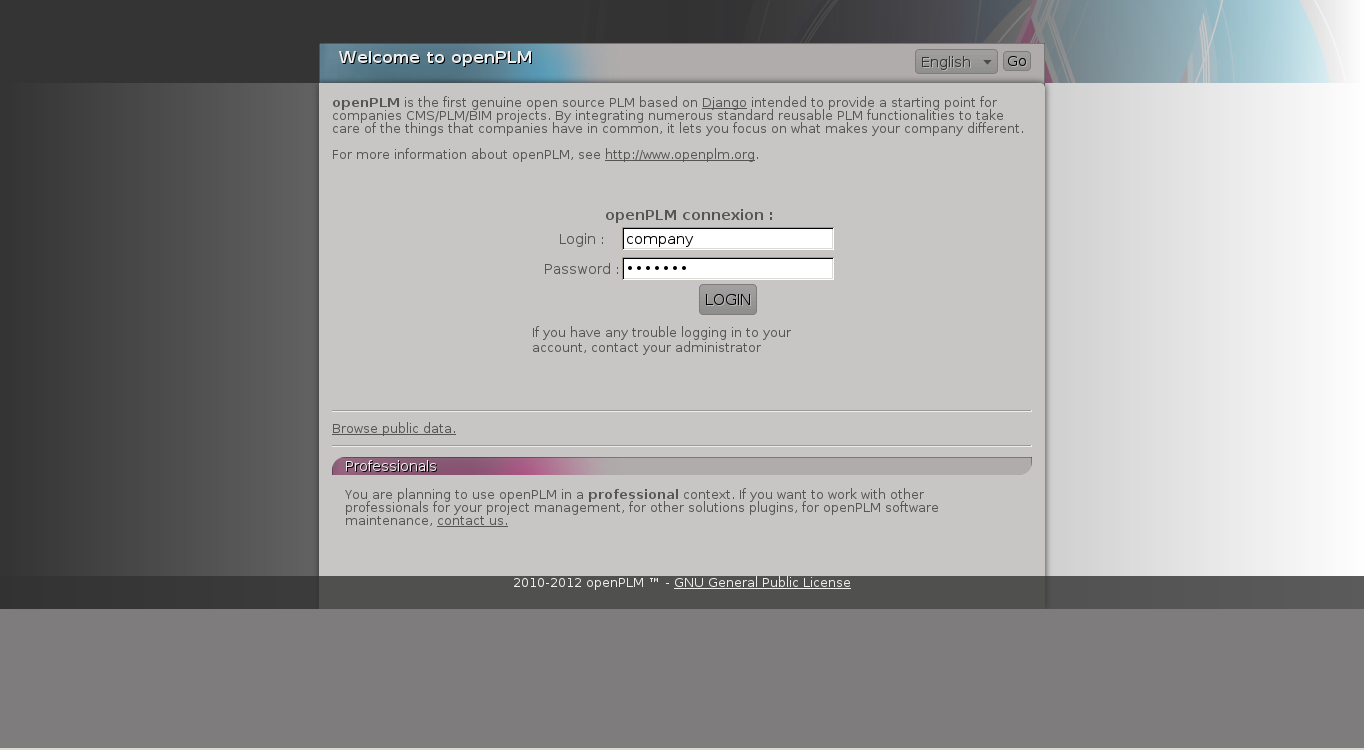 Welcome to openPLM
English
Go
openPLM is the first genuine open source PLM based on Django intended to provide a starting point for
companies CMS/PLM/BIM projects. By integrating numerous standard reusable PLM functionalities to take
care of the things that companies have in common, it lets you focus on what makes your company different.
For more information about openPLM, see http://www.openplm.org.
openPLM connexion :
Login : company
Password : •••••••
LOGIN
If you have any trouble logging in to your
account, contact your administrator
Browse public data.
Professionals
You are planning to use openPLM in a professional context. If you want to work with other
professionals for your project management, for other solutions plugins, for openPLM software
maintenance, contact us.
2010-2012 openPLM ™ - GNU General Public License